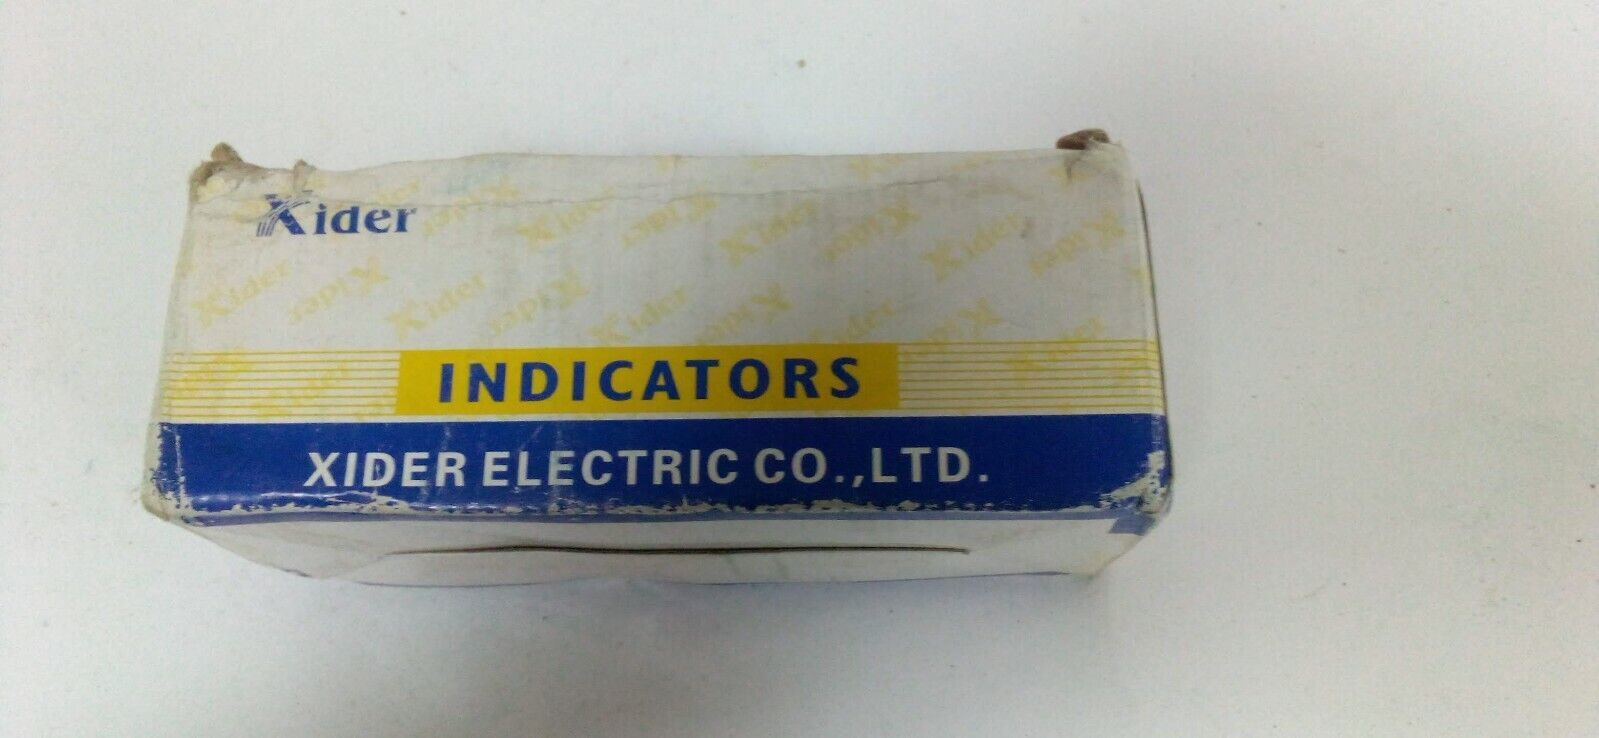 Xider
INDICATORS
XIDER ELECTRIC CO.,LTD.